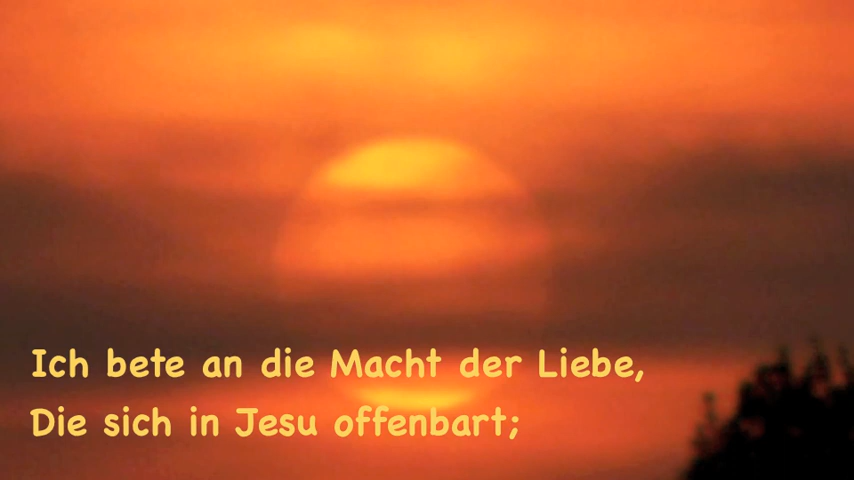 Ich bete an die Macht der Liebe,
Die sich in Jesu offenbart;